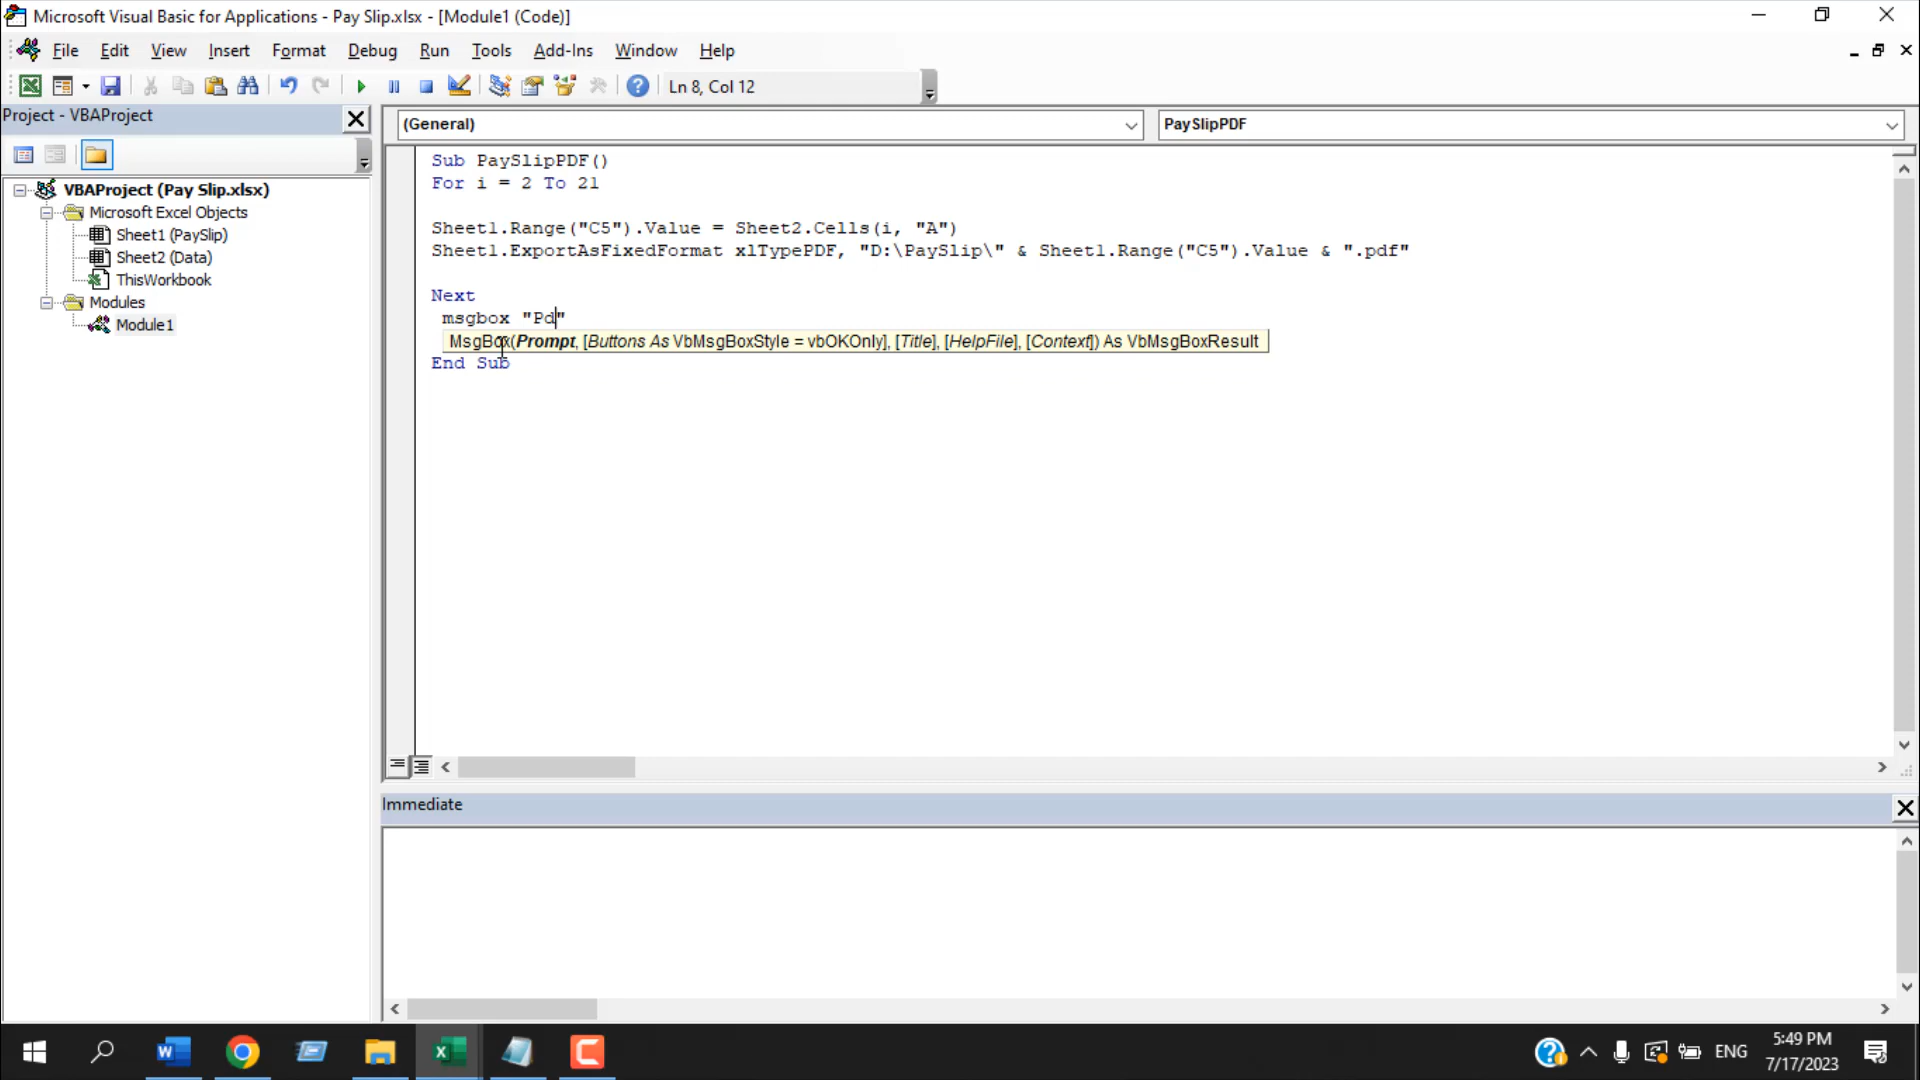 Microsoft Visual Basic for Applications - Pay Slip.xlsx - [Module1 (Code)]
File Edit View Insert Format Debug Run Tools Add-Ins Window Help
Ln 8, Col 12
Project - VBAProject
(General)
PaySlipPDF
VBAProject (Pay Slip.xlsx)
Microsoft Excel Objects
Sheet1 (PaySlip)
Sheet2 (Data)
ThisWorkbook
Modules
Module1
Sub PaySlipPDF()
For i = 2 To 21
Sheet1.Range("C5").Value = Sheet2.Cells(i, "A")
Sheet1.ExportAsFixedFormat xlTypePDF, "D:\PaySlip\" & Sheet1.Range("C5").Value & ".pdf"
Next
msgbox "Pd"
MsgBox(Prompt, [Buttons As VbMsgBoxStyle = vbOKOnly], [Title], [HelpFile], [Context]) As VbMsgBoxResult
End Sub
Immediate
ENG
5:49 PM
7/17/2023